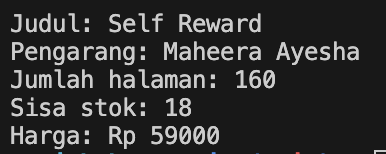 Judul: Self Reward
Pengarang: Maheera Ayesha
Jumlah halaman: 160
Sisa stok: 18
Harga: Rp 59000